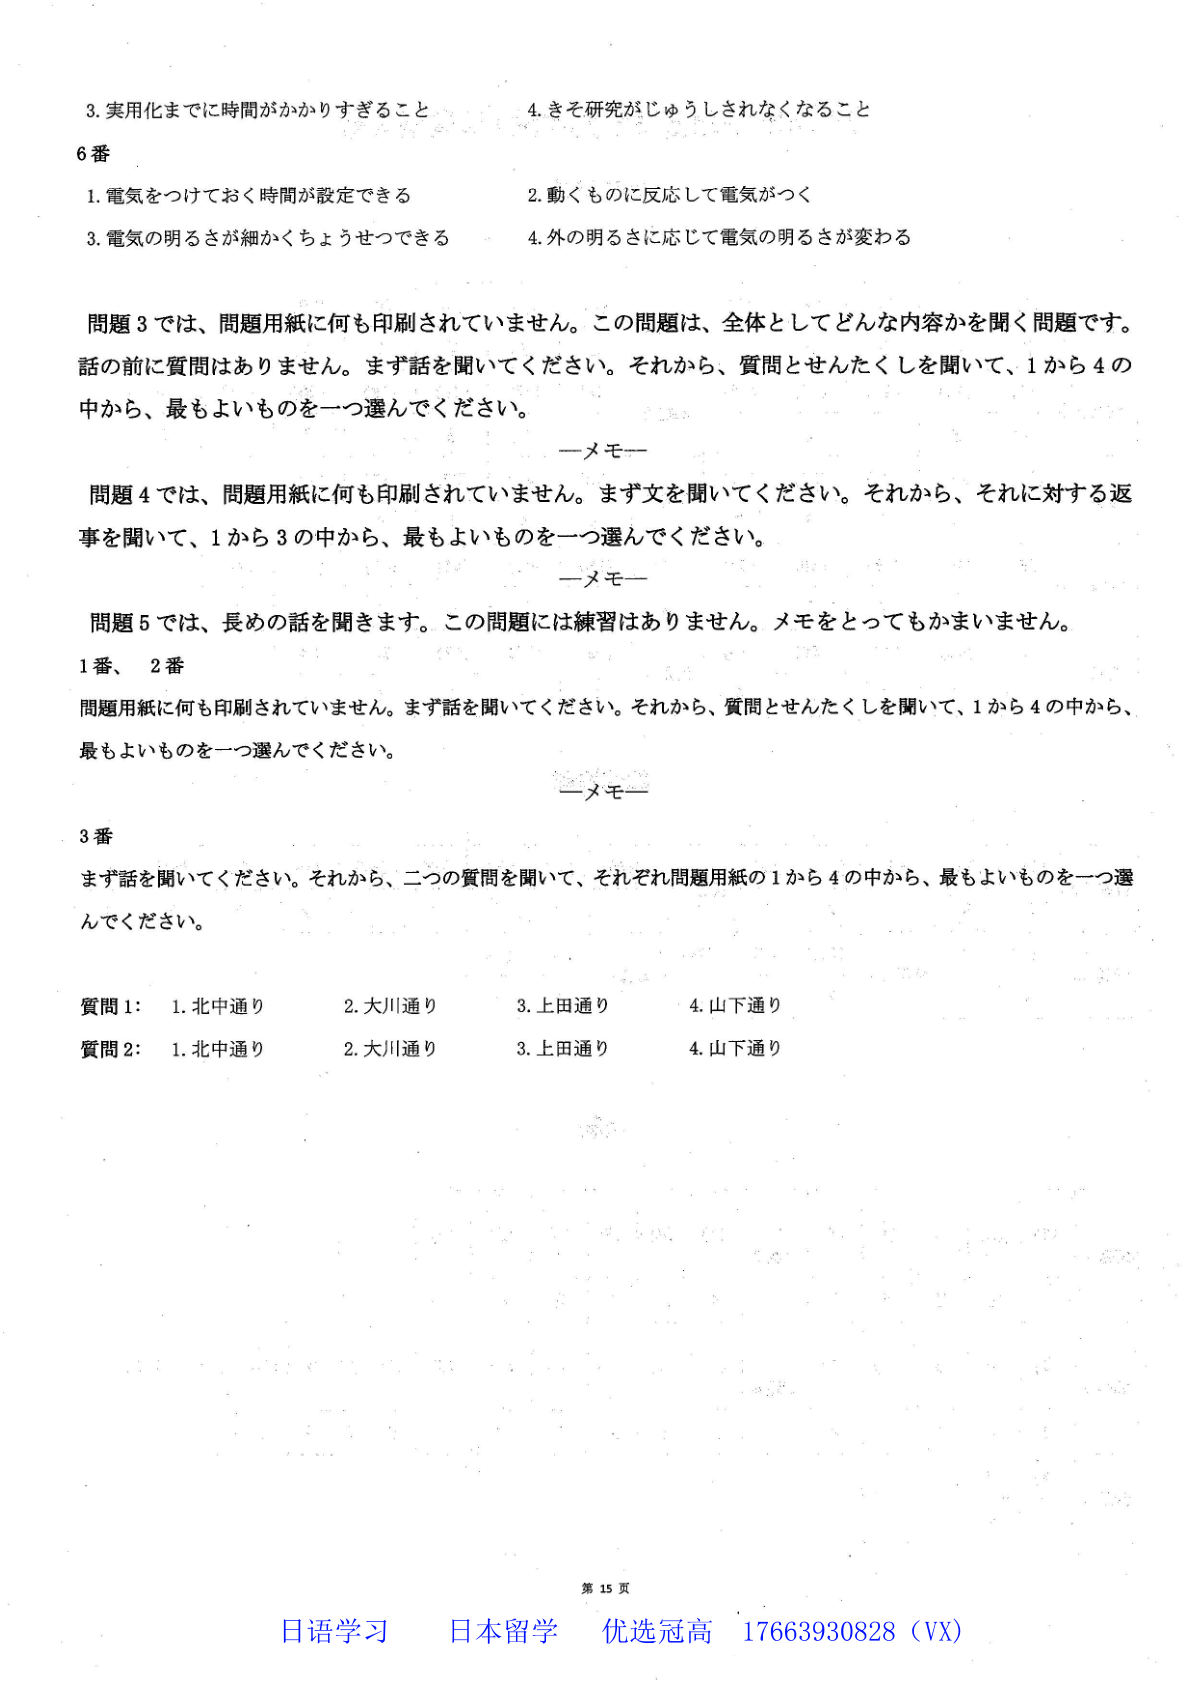 3. 実用化までに時間がかかりすぎること 4. きそ研究がじゅうしされなくなること
6 番
1. 電気をつけておく時間が設定できる 2. 動くものに反応して電気がつく
3. 電気の明るさが細かくちょうせつできる 4. 外の明るさに応じて電気の明るさが変わる
問題 3 では、問題用紙に何も印刷されていません。この問題は、全体としてどんな内容かを聞く問題です。
話の前に質問はありません。まず話を聞いてください。それから、質問とせんたくしを聞いて、1 から 4 の
中から、最もよいものを一つ選んでください。
―メモ―
問題 4 では、問題用紙に何も印刷されていません。まず文を聞いてください。それから、それに対する返
事を聞いて、1 から 3 の中から、最もよいものを一つ選んでください。
―メモ―
問題 5 では、長めの話を聞きます。この問題には練習はありません。メモをとってもかまいません。
1 番、 2 番
問題用紙に何も印刷されていません。まず話を聞いてください。それから、質問とせんたくしを聞いて、1 から 4 の中から、
最もよいものを一つ選んでください。
―メモ―
3 番
まず話を聞いてください。それから、二つの質問を聞いて、それぞれ問題用紙の 1 から 4 の中から、最もよいものを一つ選
んでください。
質問 1： 1. 北中通り 2. 大川通り 3. 上田通り 4. 山下通り
質問 2： 1. 北中通り 2. 大川通り 3. 上田通り 4. 山下通り
第 15 页
日语学习 日本留学 优选冠高 17663930828（VX）